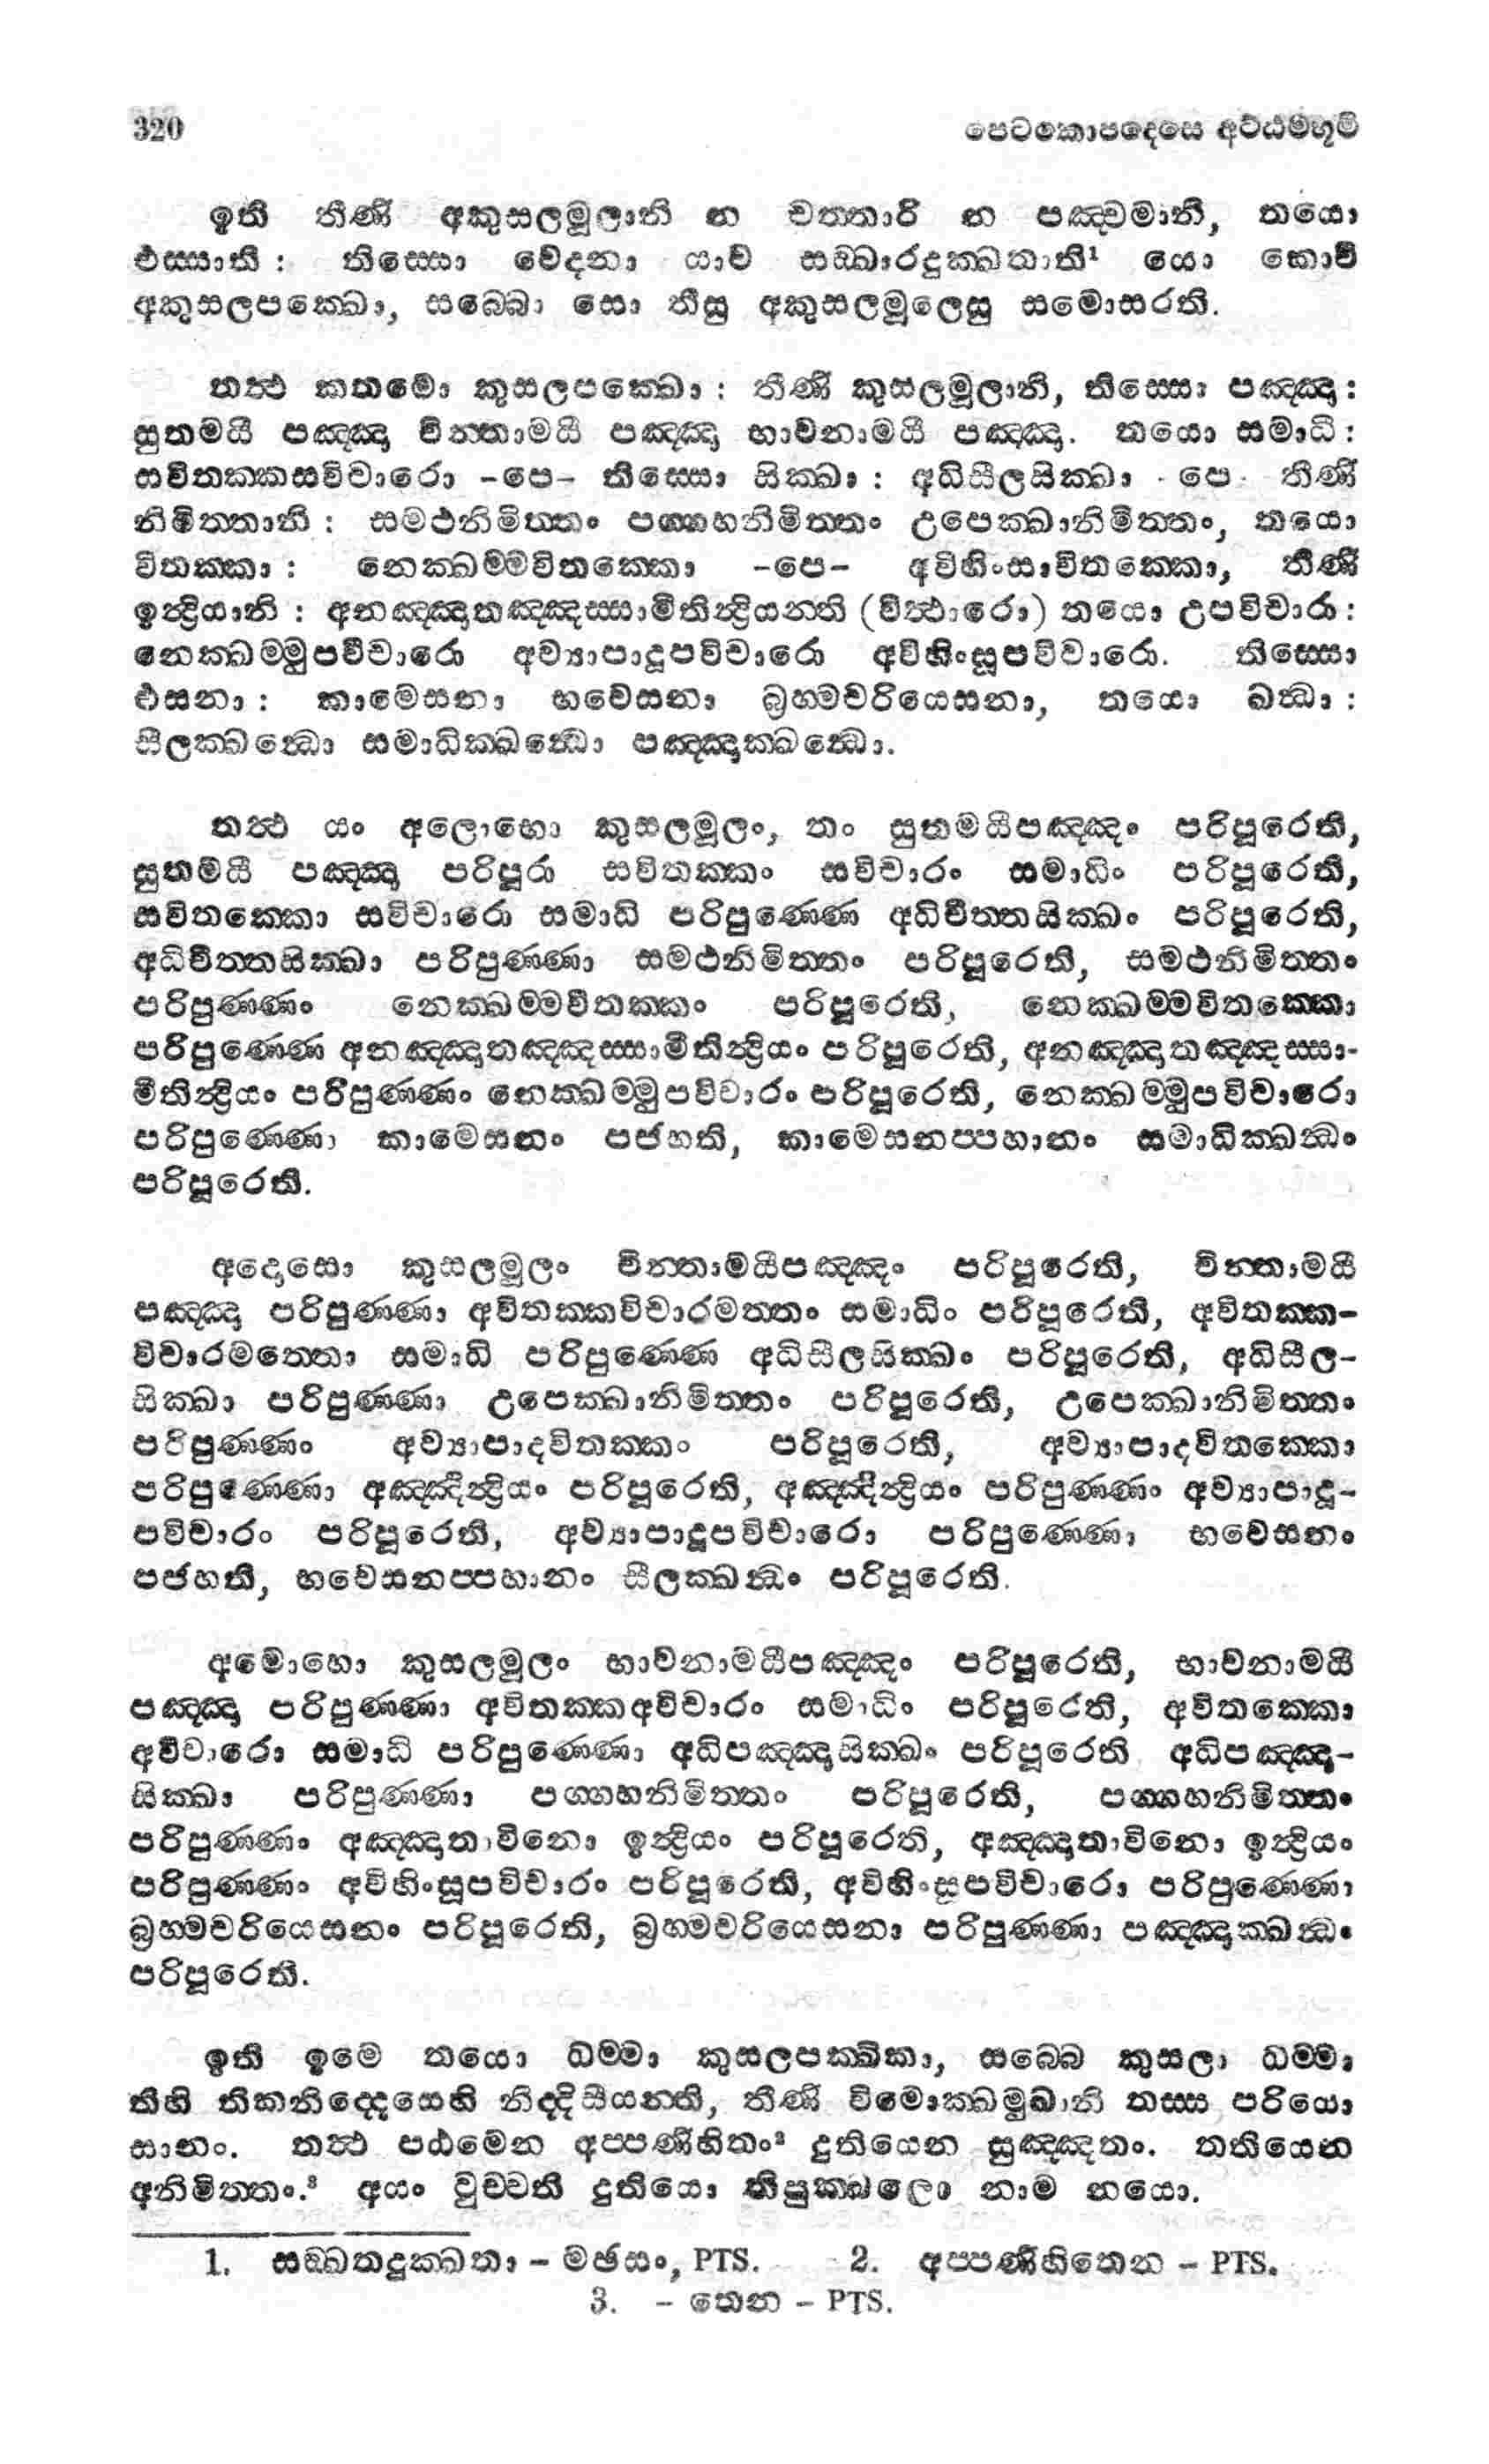 320 පෙටකොපදෙසෙ අට්ඨමභූමි
ඉති තීණි අකුසලමූලානි න චත්තාරි න පඤ්චමානි, තයො
එස්සාති : තිස්සො වේදනා යාව සඞ්ඛාරදුක්ඛතාති¹ යො කොචි
අකුසලපක්ඛො, සබ්බො සො තීසු අකුසලමූලෙසු සමොසරති.
තත්ථ කතමො කුසලපක්ඛො : තීණි කුසලමූලානි, තිස්සො පඤ්ඤා :
සුතමයී පඤ්ඤා චින්තාමයී පඤ්ඤා භාවනාමයී පඤ්ඤා. තයො සමාධි :
සවිතක්කසවිචාරො -පෙ- තිස්සො සික්ඛා : අධිසීලසික්ඛා - පෙ - තීණි
නිමිත්තානි : සමථනිමිත්තං පග්ගහනිමිත්තං උපෙක්ඛානිමිත්තං, තයො
විතක්කා : නෙක්ඛම්මවිතක්කො -පෙ- අවිහිංසාවිතක්කො, තීණි
ඉන්ද්‍රියානි : අනඤ්ඤාතඤ්ඤස්සාමීතින්ද්‍රියන්ති (විත්ථාරො) තයො උපවිචාරා :
නෙක්ඛම්මුපවිචාරො අව්‍යාපාදූපවිචාරො අවිහිංසූපවිචාරො. තිස්සො
එසනා : කාමෙසනා භවෙසනා බ්‍රහ්මචරියෙසනා, තයො ඛන්ධා :
සීලක්ඛන්ධො සමාධික්ඛන්ධො පඤ්ඤාක්ඛන්ධො.
තත්ථ යං අලොභො කුසලමූලං, තං සුතමයීපඤ්ඤං පරිපූරෙති,
සුතමයී පඤ්ඤා පරිපූරා සවිතක්කං සවිචාරං සමාධිං පරිපූරෙති,
සවිතක්කො සවිචාරො සමාධි පරිපුණ්ණෙ අධිචිත්තසික්ඛං පරිපූරෙති,
අධිචිත්තසික්ඛා පරිපුණ්ණා සමථනිමිත්තං පරිපූරෙති, සමථනිමිත්තං
පරිපුණ්ණං නෙක්ඛම්මවිතක්කං පරිපූරෙති, නෙක්ඛම්මවිතක්කො
පරිපුණ්ණෙ අනඤ්ඤාතඤ්ඤස්සාමීතින්ද්‍රියං පරිපූරෙති, අනඤ්ඤාතඤ්ඤස්සා-
මීතින්ද්‍රියං පරිපුණ්ණං නෙක්ඛම්මුපවිචාරං පරිපූරෙති, නෙක්ඛම්මුපවිචාරො
පරිපුණ්ණො කාමෙසනං පජහති, කාමෙසනප්පහානං සමාධික්ඛන්ධං
පරිපූරෙති.
අදොසො කුසලමූලං චින්තාමයීපඤ්ඤං පරිපූරෙති, චින්තාමයී
පඤ්ඤා පරිපුණ්ණා අවිතක්කවිචාරමත්තං සමාධිං පරිපූරෙති, අවිතක්ක-
විචාරමත්තො සමාධි පරිපුණ්ණෙ අධිසීලසික්ඛං පරිපූරෙති, අධිසීල-
සික්ඛා පරිපුණ්ණා උපෙක්ඛානිමිත්තං පරිපූරෙති, උපෙක්ඛානිමිත්තං
පරිපුණ්ණං අව්‍යාපාදවිතක්කං පරිපූරෙති, අව්‍යාපාදවිතක්කො
පරිපුණ්ණො අඤ්ඤින්ද්‍රියං පරිපූරෙති, අඤ්ඤින්ද්‍රියං පරිපුණ්ණං අව්‍යාපාදූ-
පවිචාරං පරිපූරෙති, අව්‍යාපාදූපවිචාරො පරිපුණ්ණො භවෙසනං
පජහති, භවෙසනප්පහානං සීලක්ඛන්ධං පරිපූරෙති.
අමොහො කුසලමූලං භාවනාමයීපඤ්ඤං පරිපූරෙති, භාවනාමයී
පඤ්ඤා පරිපුණ්ණා අවිතක්කඅවිචාරං සමාධිං පරිපූරෙති, අවිතක්කො
අවිචාරො සමාධි පරිපුණ්ණො අධිපඤ්ඤාසික්ඛං පරිපූරෙති අධිපඤ්ඤා-
සික්ඛා පරිපුණ්ණා පග්ගහනිමිත්තං පරිපූරෙති, පග්ගහනිමිත්තං
පරිපුණ්ණං අඤ්ඤාතාවිනො ඉන්ද්‍රියං පරිපූරෙති, අඤ්ඤාතාවිනො ඉන්ද්‍රියං
පරිපුණ්ණං අවිහිංසූපවිචාරං පරිපූරෙති, අවිහිංසූපවිචාරො පරිපුණ්ණො
බ්‍රහ්මචරියෙසනං පරිපූරෙති, බ්‍රහ්මචරියෙසනා පරිපුණ්ණා පඤ්ඤාක්ඛන්ධං
පරිපූරෙති.
ඉති ඉමෙ තයො ධම්මා කුසලපක්ඛිකා, සබ්බෙ කුසලා ධම්මා
තීහි තිකනිද්දෙසෙහි නිද්දිසීයන්ති, තීණි විමොක්ඛමුඛානි තස්ස පරියො
සානං. තත්ථ පඨමෙන අප්පණිහිතං² දුතියෙන සුඤ්ඤතං. තතියෙන
අනිමිත්තං.³ අයං වුච්චති දුතියො තිපුක්ඛලො නාම නයො.
1. සඞ්ඛතදුක්ඛතා - මඡසං, PTS. 2. අප්පණිහිතෙන - PTS.
3. - තෙන - PTS.